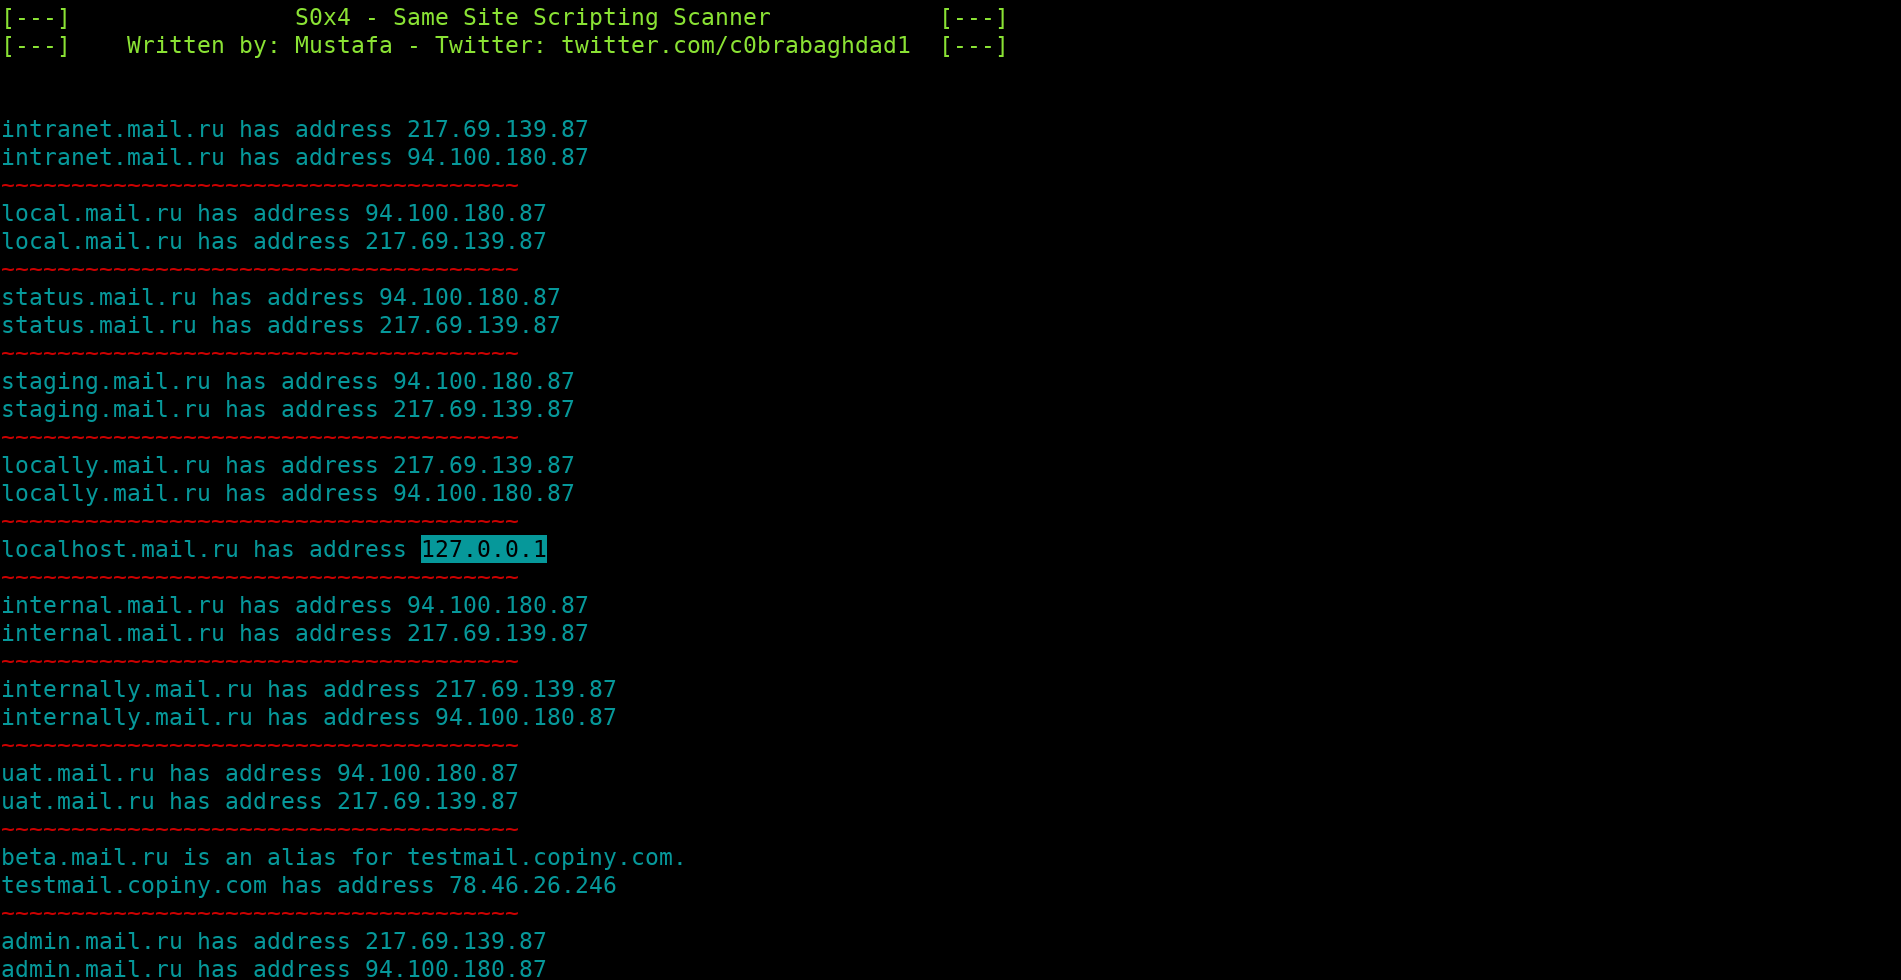 [---]                S0x4 - Same Site Scripting Scanner            [---]
[---]    Written by: Mustafa - Twitter: twitter.com/c0brabaghdad1  [---]
intranet.mail.ru has address 217.69.139.87
intranet.mail.ru has address 94.100.180.87
~~~~~~~~~~~~~~~~~~~~~~~~~~~~~~~~~~~~~
local.mail.ru has address 94.100.180.87
local.mail.ru has address 217.69.139.87
~~~~~~~~~~~~~~~~~~~~~~~~~~~~~~~~~~~~~
status.mail.ru has address 94.100.180.87
status.mail.ru has address 217.69.139.87
~~~~~~~~~~~~~~~~~~~~~~~~~~~~~~~~~~~~~
staging.mail.ru has address 94.100.180.87
staging.mail.ru has address 217.69.139.87
~~~~~~~~~~~~~~~~~~~~~~~~~~~~~~~~~~~~~
locally.mail.ru has address 217.69.139.87
locally.mail.ru has address 94.100.180.87
~~~~~~~~~~~~~~~~~~~~~~~~~~~~~~~~~~~~~
localhost.mail.ru has address 127.0.0.1
~~~~~~~~~~~~~~~~~~~~~~~~~~~~~~~~~~~~~
internal.mail.ru has address 94.100.180.87
internal.mail.ru has address 217.69.139.87
~~~~~~~~~~~~~~~~~~~~~~~~~~~~~~~~~~~~~
internally.mail.ru has address 217.69.139.87
internally.mail.ru has address 94.100.180.87
~~~~~~~~~~~~~~~~~~~~~~~~~~~~~~~~~~~~~
uat.mail.ru has address 94.100.180.87
uat.mail.ru has address 217.69.139.87
~~~~~~~~~~~~~~~~~~~~~~~~~~~~~~~~~~~~~
beta.mail.ru is an alias for testmail.copiny.com.
testmail.copiny.com has address 78.46.26.246
~~~~~~~~~~~~~~~~~~~~~~~~~~~~~~~~~~~~~
admin.mail.ru has address 217.69.139.87
admin.mail.ru has address 94.100.180.87